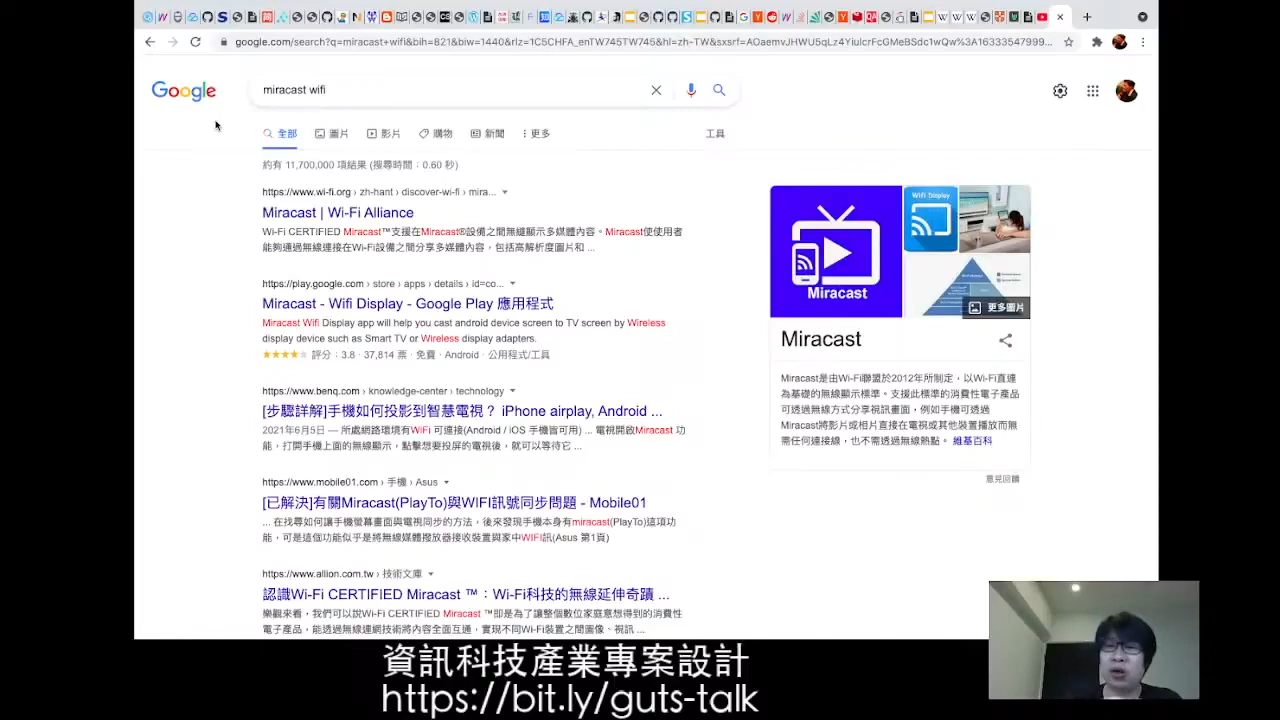 google.com/search?q=miracast+wifi&bih=821&biw=1440&rlz=1C5CHFA_enTW745TW745&hl=zh-TW&sxsrf=AOaemvJHWU5qLz4YiulcrFcGMeBSdc1wQw%3A16333547999...
Google
miracast wifi
全部
圖片
影片
購物
新聞
更多
工具
約有 11,700,000 項結果 (搜尋時間：0.60 秒)
https://www.wi-fi.org › zh-hant › discover-wi-fi › mira...
Miracast | Wi-Fi Alliance
Wi-Fi CERTIFIED Miracast™支援在Miracast®設備之間無縫顯示多媒體內容。Miracast使使用者
能夠通過無線連接在Wi-Fi設備之間分享多媒體內容，包括高解析度圖片和 ...
https://play.google.com › store › apps › details › id=co...
Miracast - Wifi Display - Google Play 應用程式
Miracast Wifi Display app will help you cast android device screen to TV screen by Wireless
display device such as Smart TV or Wireless display adapters.
評分：3.8 · 37,814 票 · 免費 · Android · 公用程式/工具
https://www.benq.com › knowledge-center › technology
[步驟詳解]手機如何投影到智慧電視？ iPhone airplay, Android ...
2021年6月5日 — 所處網路環境有WiFi 可連接(Android / iOS 手機皆可用) ... 電視開啟Miracast 功
能，打開手機上面的無線顯示，點擊想要投屏的電視後，就可以等待它 ...
https://www.mobile01.com › 手機 › Asus
[已解決]有關Miracast(PlayTo)與WIFI訊號同步問題 - Mobile01
... 在找尋如何讓手機螢幕畫面與電視同步的方法，後來發現手機本身有miracast(PlayTo)這項功
能，可是這個功能似乎是將無線媒體撥放器接收裝置與家中WIFI訊(Asus 第1頁)
https://www.allion.com.tw › 技術文庫
認識Wi-Fi CERTIFIED Miracast ™：Wi-Fi科技的無線延伸奇蹟 ...
樂觀來看，我們可以說Wi-Fi CERTIFIED Miracast ™即是為了讓整個數位家庭意想得到的消費性
電子產品，能透過無線連網技術將內容全面互通，實現不同Wi-Fi裝置之間圖像、視訊 ...
Miracast
Wifi Display
更多圖片
Miracast
Miracast是由Wi-Fi聯盟於2012年所制定，以Wi-Fi直連
為基礎的無線顯示標準。支援此標準的消費性電子產品
可透過無線方式分享視訊畫面，例如手機可透過
Miracast將影片或相片直接在電視或其他裝置播放而無
需任何連接線，也不需透過無線熱點。 維基百科
意見回饋
資訊科技產業專案設計
https://bit.ly/guts-talk